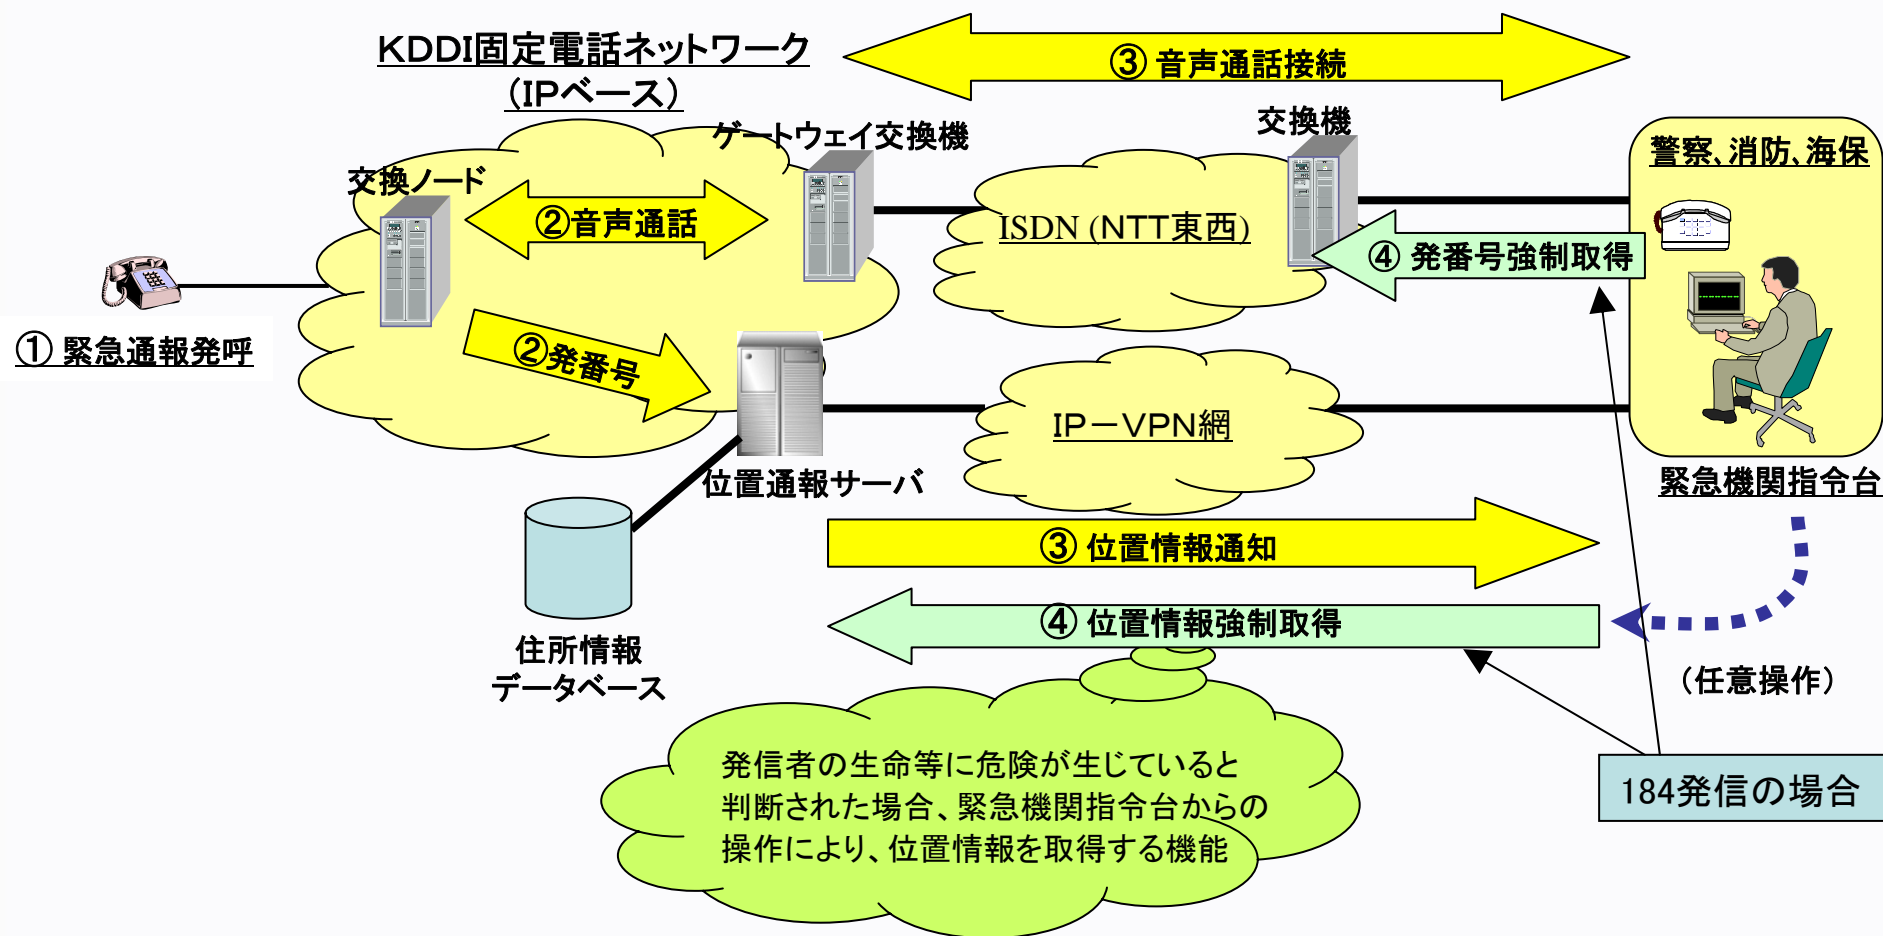 KDDI固定電話ネットワーク
(IPベース)
③ 音声通話接続
ゲートウェイ交換機
交換機
警察、消防、海保
交換ノード
②音声通話
ISDN (NTT東西)
④ 発番号強制取得
① 緊急通報発呼
②発番号
IP－VPN網
位置通報サーバ
緊急機関指令台
③ 位置情報通知
④ 位置情報強制取得
住所情報
データベース
（任意操作）
発信者の生命等に危険が生じていると
判断された場合、緊急機関指令台からの
操作により、位置情報を取得する機能
184発信の場合